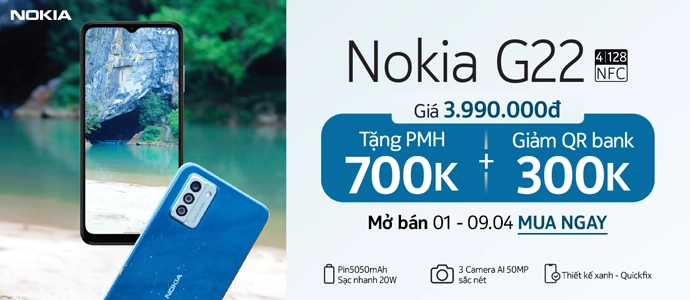 NOKIA
Nokia G22
4|128
NFC
Giá 3.990.000đ
Tặng PMH
700K
+
Giảm QR bank
300K
Mở bán 01 - 09.04 MUA NGAY
Pin5050mAh
Sạc nhanh 20W
3 Camera AI 50MP
sắc nét
Thiết kế xanh - Quickfix
NOKIA